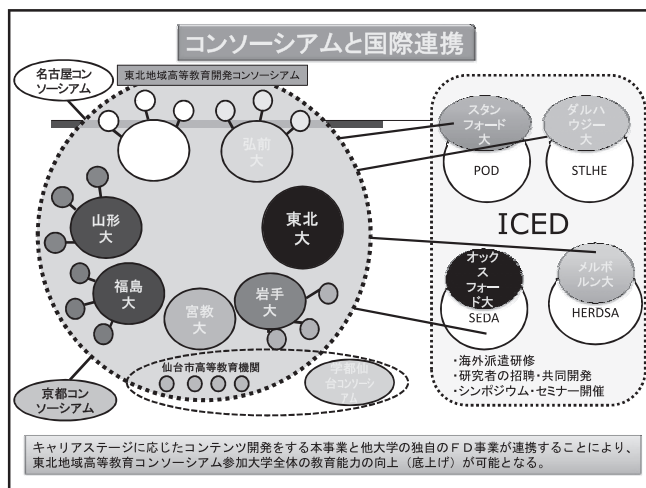 コンソーシアムと国際連携
名古屋コン
ソーシアム
東北地域高等教育開発コンソーシアム
弘前
大
山形
大
東北
大
福島
大
宮教
大
岩手
大
仙台市高等教育機関
学都仙
台コンソーシ
アム
京都コン
ソーシアム
スタン
フォード
大
POD
ダルハ
ウジー
大
STLHE
ICED
オック
ス
フォー
ド大
SEDA
メルボ
ルン大
HERDSA
・海外派遣研修
・研究者の招聘・共同開発
・シンポジウム・セミナー開催
キャリアステージに応じたコンテンツ開発をする本事業と他大学の独自のＦＤ事業が連携することにより、
東北地域高等教育コンソーシアム参加大学全体の教育能力の向上（底上げ）が可能となる。